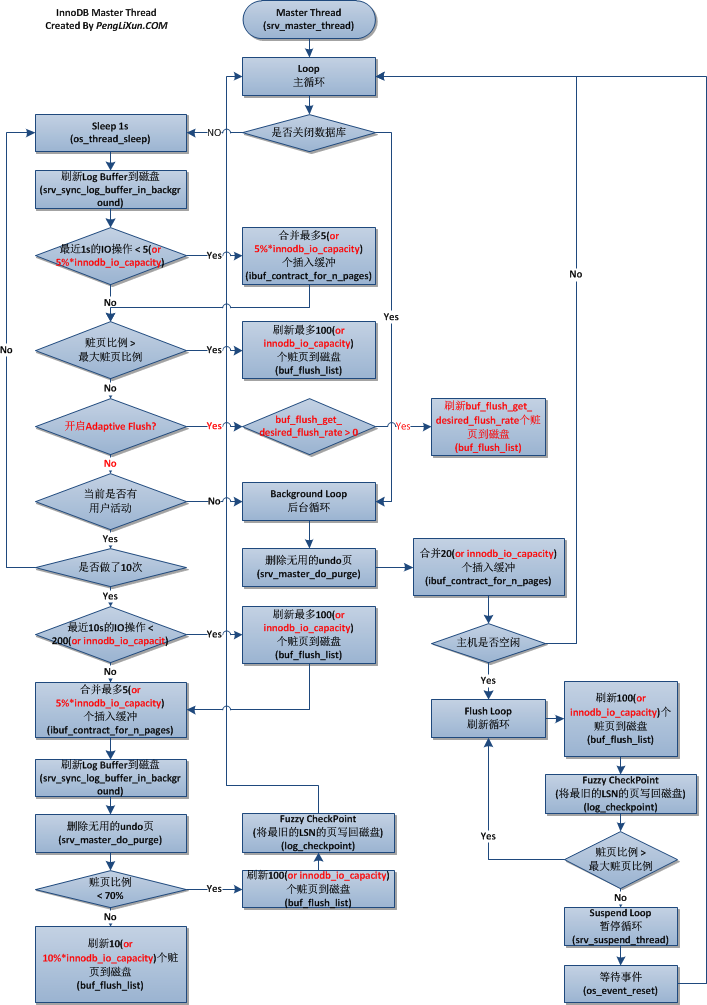 InnoDB Master Thread
Created By PengLiXun.COM
Master Thread
(srv_master_thread)
Loop
主循环
是否关闭数据库
NO
Yes
Sleep 1s
(os_thread_sleep)
刷新Log Buffer到磁盘
(srv_sync_log_buffer_in_backgr
ound)
最近1s的IO操作 < 5(or
5%*innodb_io_capacity)
Yes
合并最多5(or
5%*innodb_io_capacity)
个插入缓冲
(ibuf_contract_for_n_pages)
No
脏页比例 >
最大脏页比例
Yes
刷新最多100(or
innodb_io_capacity)
个脏页到磁盘
(buf_flush_list)
No
No
No
开启Adaptive Flush?
Yes
buf_flush_get_
desired_flush_rate > 0
Yes
刷新buf_flush_get_
desired_flush_rate个脏
页到磁盘
(buf_flush_list)
No
当前是否有
用户活动
No
Background Loop
后台循环
Yes
删除无用的undo页
(srv_master_do_purge)
合并20(or innodb_io_capacity)
个插入缓冲
(ibuf_contract_for_n_pages)
是否做了10次
Yes
最近10s的IO操作 <
200(or innodb_io_capacit)
Yes
刷新最多100(or
innodb_io_capacity)
个脏页到磁盘
(buf_flush_list)
主机是否空闲
Yes
No
合并最多5(or
5%*innodb_io_capacity)
个插入缓冲
(ibuf_contract_for_n_pages)
Flush Loop
刷新循环
刷新100(or
innodb_io_capacity)个
脏页到磁盘
(buf_flush_list)
刷新Log Buffer到磁盘
(srv_sync_log_buffer_in_backgr
ound)
Fuzzy CheckPoint
(将最旧的LSN的页写回磁盘)
(log_checkpoint)
删除无用的undo页
(srv_master_do_purge)
Fuzzy CheckPoint
(将最旧的LSN的页写回磁盘)
(log_checkpoint)
Yes
脏页比例 >
最大脏页比例
脏页比例
< 70%
Yes
刷新100(or innodb_io_capacity)
个脏页到磁盘
(buf_flush_list)
No
No
Suspend Loop
暂停循环
(srv_suspend_thread)
刷新10(or
10%*innodb_io_capacity)个脏
页到磁盘
(buf_flush_list)
等待事件
(os_event_reset)